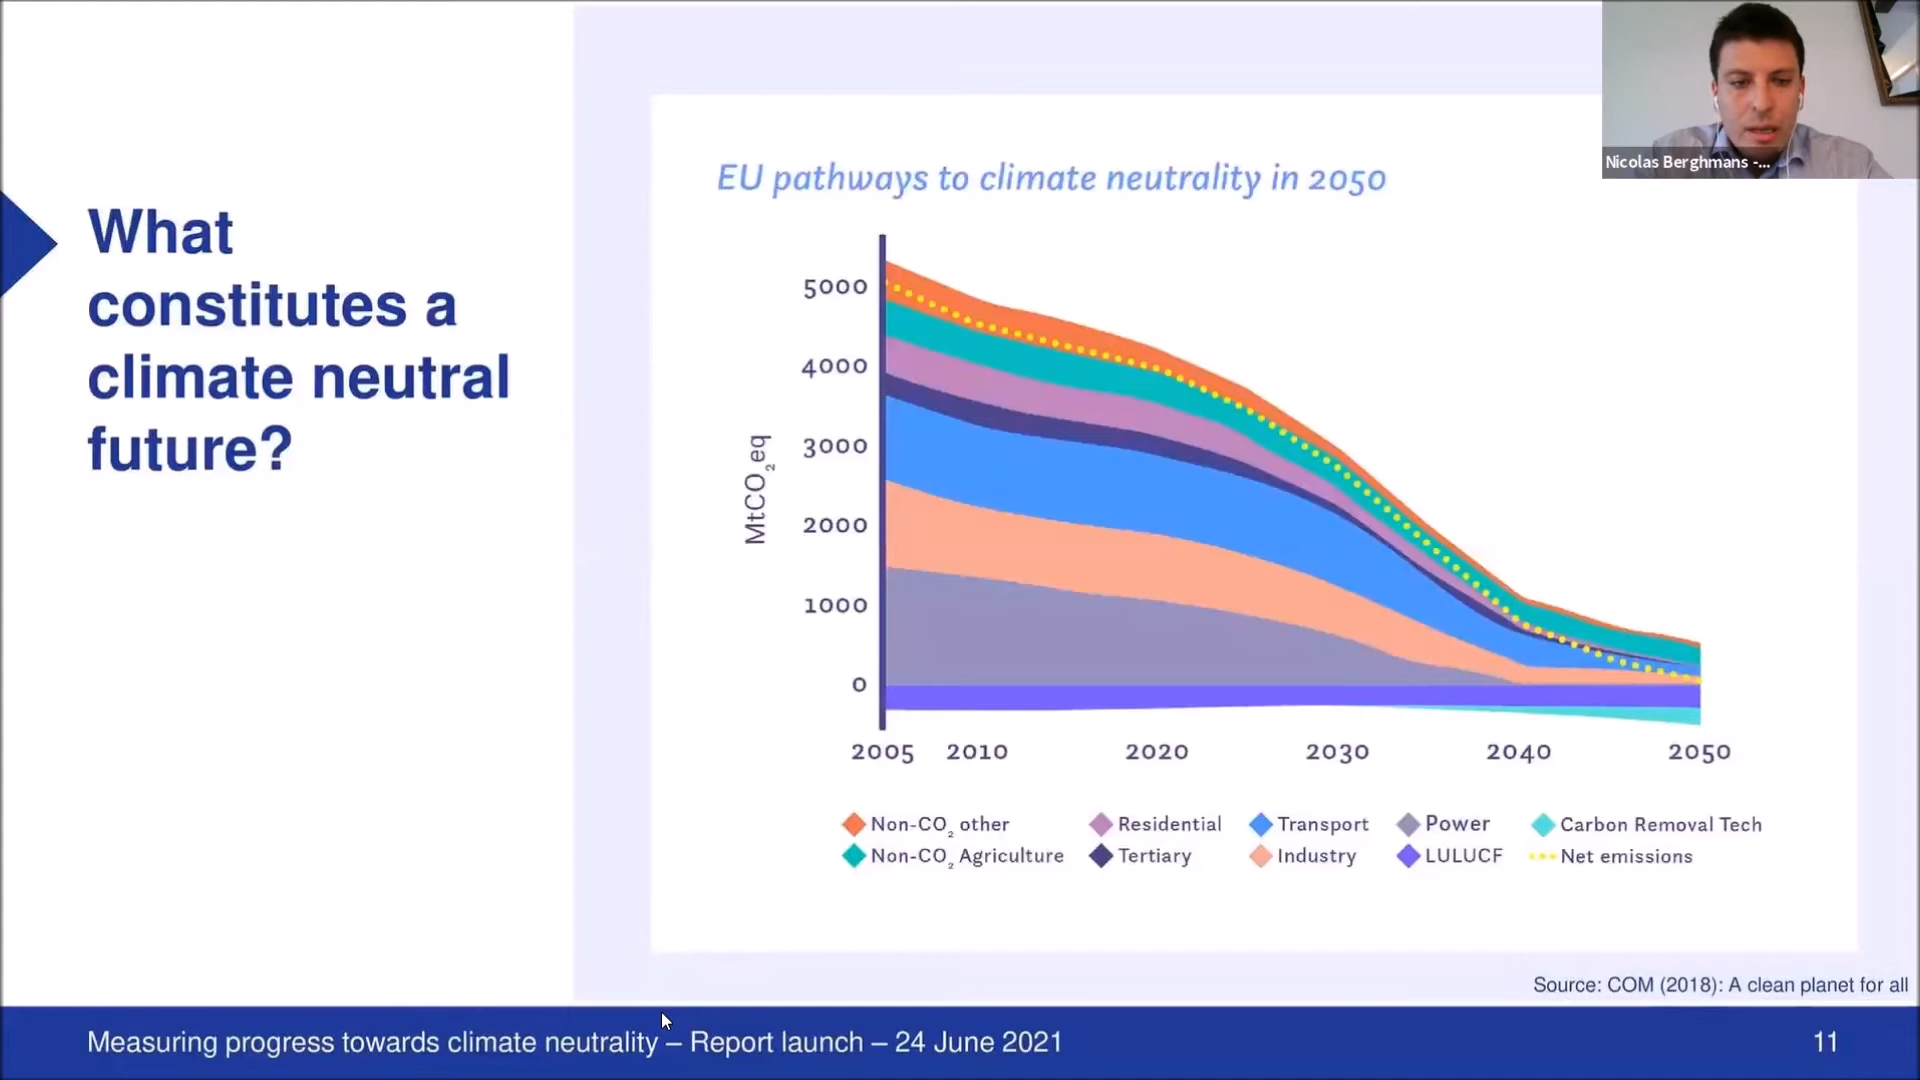 What
constitutes a
climate neutral
future?
Nicolas Berghmans -...
EU pathways to climate neutrality in 2050
MtCO₂eq
5000
4000
3000
2000
1000
0
2005 2010 2020 2030 2040 2050
Non-CO₂ other Residential Transport Power Carbon Removal Tech
Non-CO₂ Agriculture Tertiary Industry LULUCF Net emissions
Source: COM (2018): A clean planet for all
Measuring progress towards climate neutrality – Report launch – 24 June 2021 11